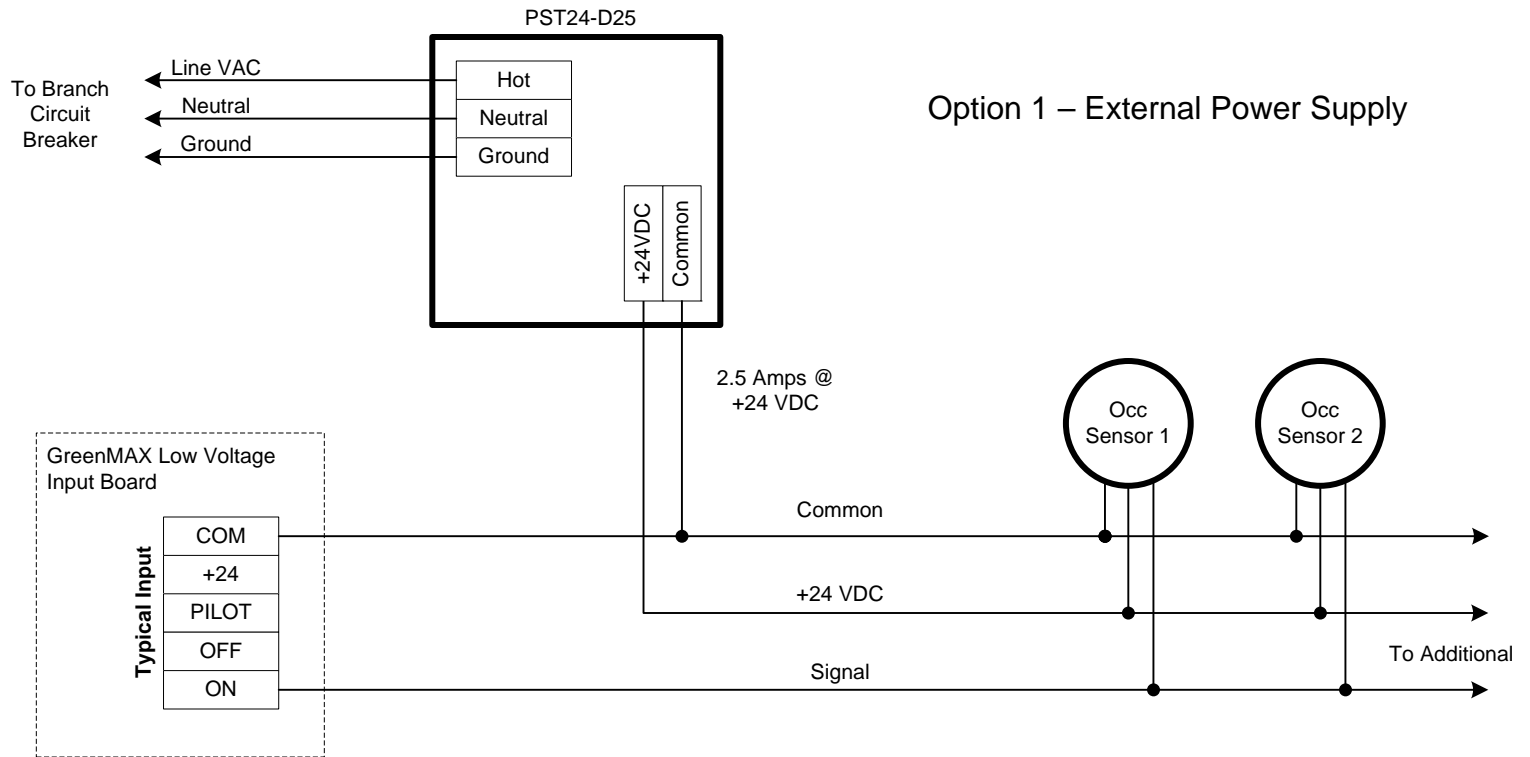 PST24-D25
Line VAC
Hot
To Branch
Circuit
Breaker
Neutral
Neutral
Ground
Ground
Option 1 – External Power Supply
+24VDC
Common
2.5 Amps @
+24 VDC
Occ
Sensor 1
Occ
Sensor 2
GreenMAX Low Voltage
Input Board
Typical Input
COM
+24
PILOT
OFF
ON
Common
+24 VDC
Signal
To Additional